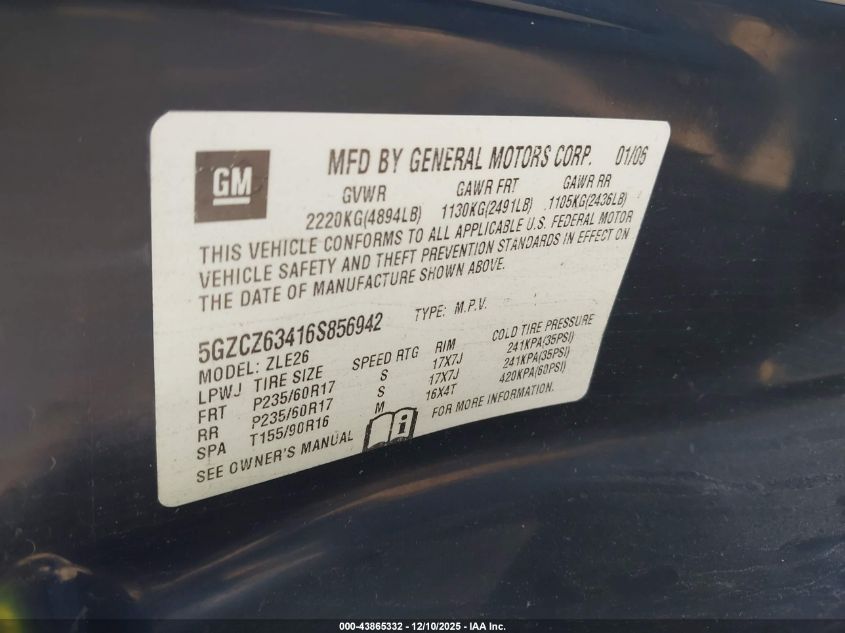 GM
MFD BY GENERAL MOTORS CORP. 01/06
GVWR GAWR FRT GAWR RR
2220KG(4894LB) 1130KG(2491LB) 1105KG(2436LB)
THIS VEHICLE CONFORMS TO ALL APPLICABLE U.S. FEDERAL MOTOR
VEHICLE SAFETY AND THEFT PREVENTION STANDARDS IN EFFECT ON
THE DATE OF MANUFACTURE SHOWN ABOVE.
5GZCZ63416S856942 TYPE: M.P.V.
MODEL: ZLE26
LPWJ TIRE SIZE SPEED RTG RIM COLD TIRE PRESSURE
FRT P235/60R17 S 17X7J 241KPA(35PSI)
RR P235/60R17 S 17X7J 241KPA(35PSI)
SPA T155/90R16 M 16X4T 420KPA(60PSI)
SEE OWNER'S MANUAL FOR MORE INFORMATION.
000-43865332 - 12/10/2025 - IAA Inc.